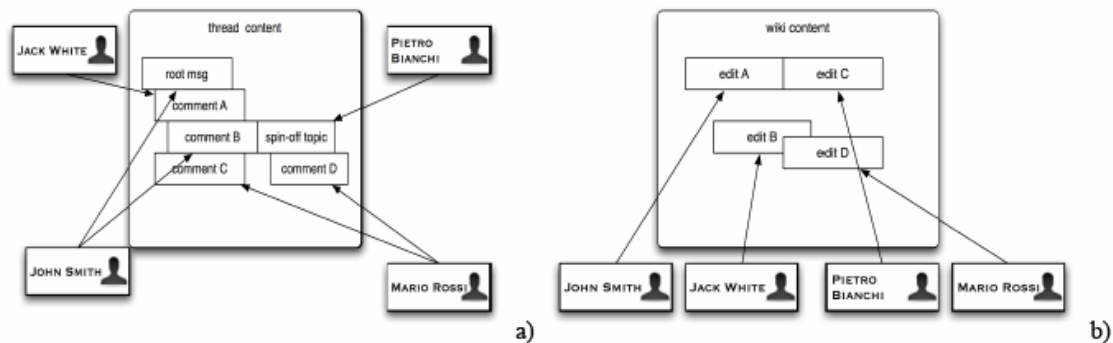 thread content
JACK WHITE
PIETRO
BIANCHI
root msg
comment A
comment B
spin-off topic
comment C
comment D
JOHN SMITH
MARIO ROSSI
a)
wiki content
edit A
edit C
edit B
edit D
JOHN SMITH
JACK WHITE
PIETRO
BIANCHI
MARIO ROSSI
b)